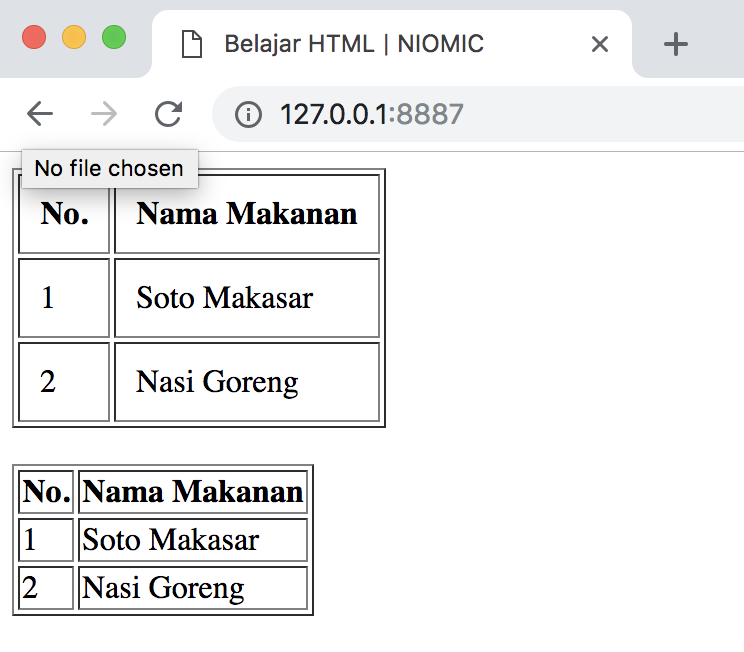 Belajar HTML | NIOMIC
127.0.0.1:8887
No file chosen
No. Nama Makanan
1 Soto Makasar
2 Nasi Goreng
No. Nama Makanan
1 Soto Makasar
2 Nasi Goreng